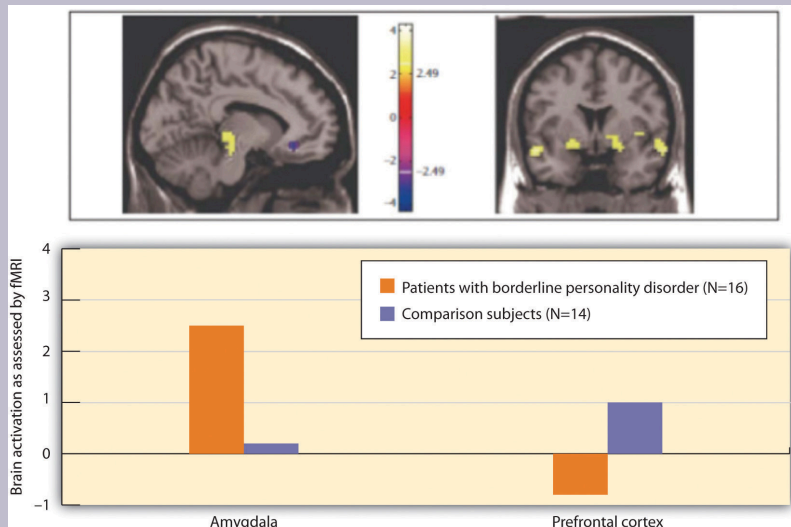 4
2
2.49
0
−2
−2.49
−4
Brain activation as assessed by fMRI
4
3
2
1
0
−1
Patients with borderline personality disorder (N=16)
Comparison subjects (N=14)
Amygdala
Prefrontal cortex